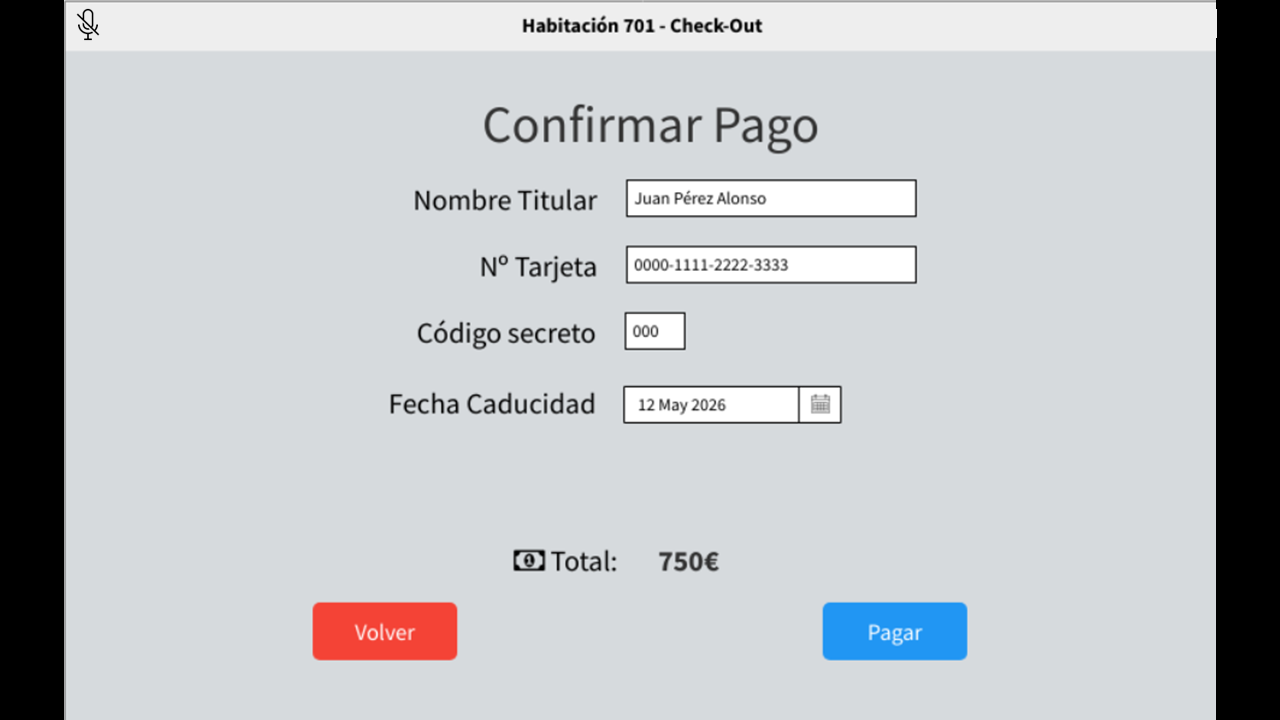 Habitación 701 - Check-Out
Confirmar Pago
Nombre Titular Juan Pérez Alonso
Nº Tarjeta 0000-1111-2222-3333
Código secreto 000
Fecha Caducidad 12 May 2026
Total: 750€
Volver Pagar